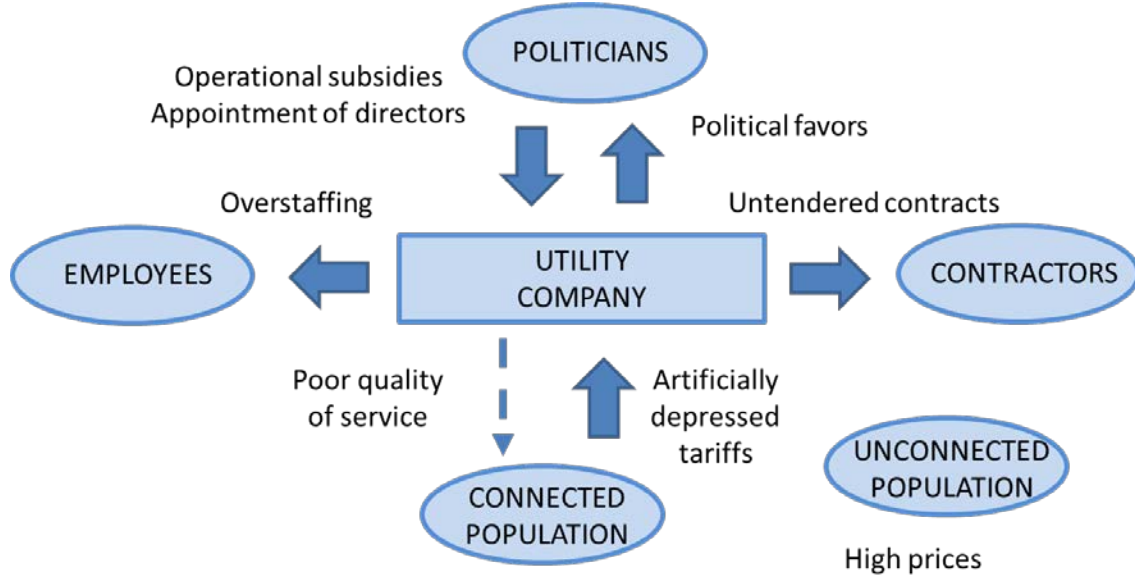 POLITICIANS
Operational subsidies
Appointment of directors
Political favors
Overstaffing
Untendered contracts
EMPLOYEES
UTILITY
COMPANY
CONTRACTORS
Poor quality
of service
Artificially
depressed
tariffs
UNCONNECTED
POPULATION
CONNECTED
POPULATION
High prices